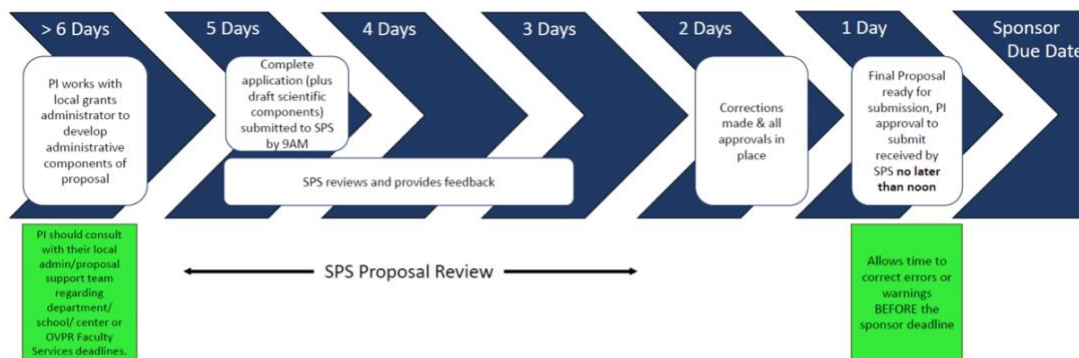 > 6 Days
PI works with
local grants
administrator to
develop
administrative
components of
proposal
5 Days
Complete
application (plus
draft scientific
components)
submitted to SPS
by 9AM
4 Days
3 Days
SPS reviews and provides feedback
2 Days
Corrections
made & all
approvals in
place
1 Day
Final Proposal
ready for
submission, PI
approval to
submit
received by
SPS no later
than noon
Sponsor
Due Date
PI should consult
with their local
admin/proposal
support team
regarding
department/
school/ center or
OVPR Faculty
Services deadlines.
SPS Proposal Review
Allows time to
correct errors or
warnings
BEFORE the
sponsor deadline